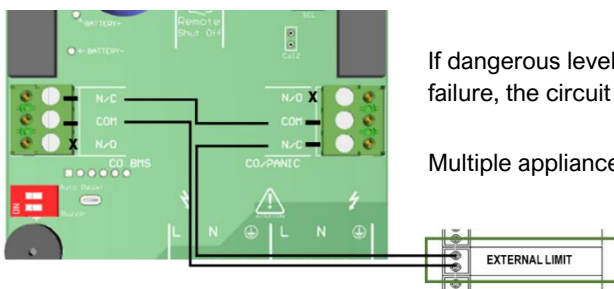 BATTERY+
BATTERY-
Remote
Shut Off
Cal2
If dangerous level
failure, the circuit
N/C
COM
N/O
X
N/O X
COM
N/C
CO BMS
CO/PANIC
Multiple appliance
Auto Reset
ON
Buzzer
L N L N
EXTERNAL LIMIT